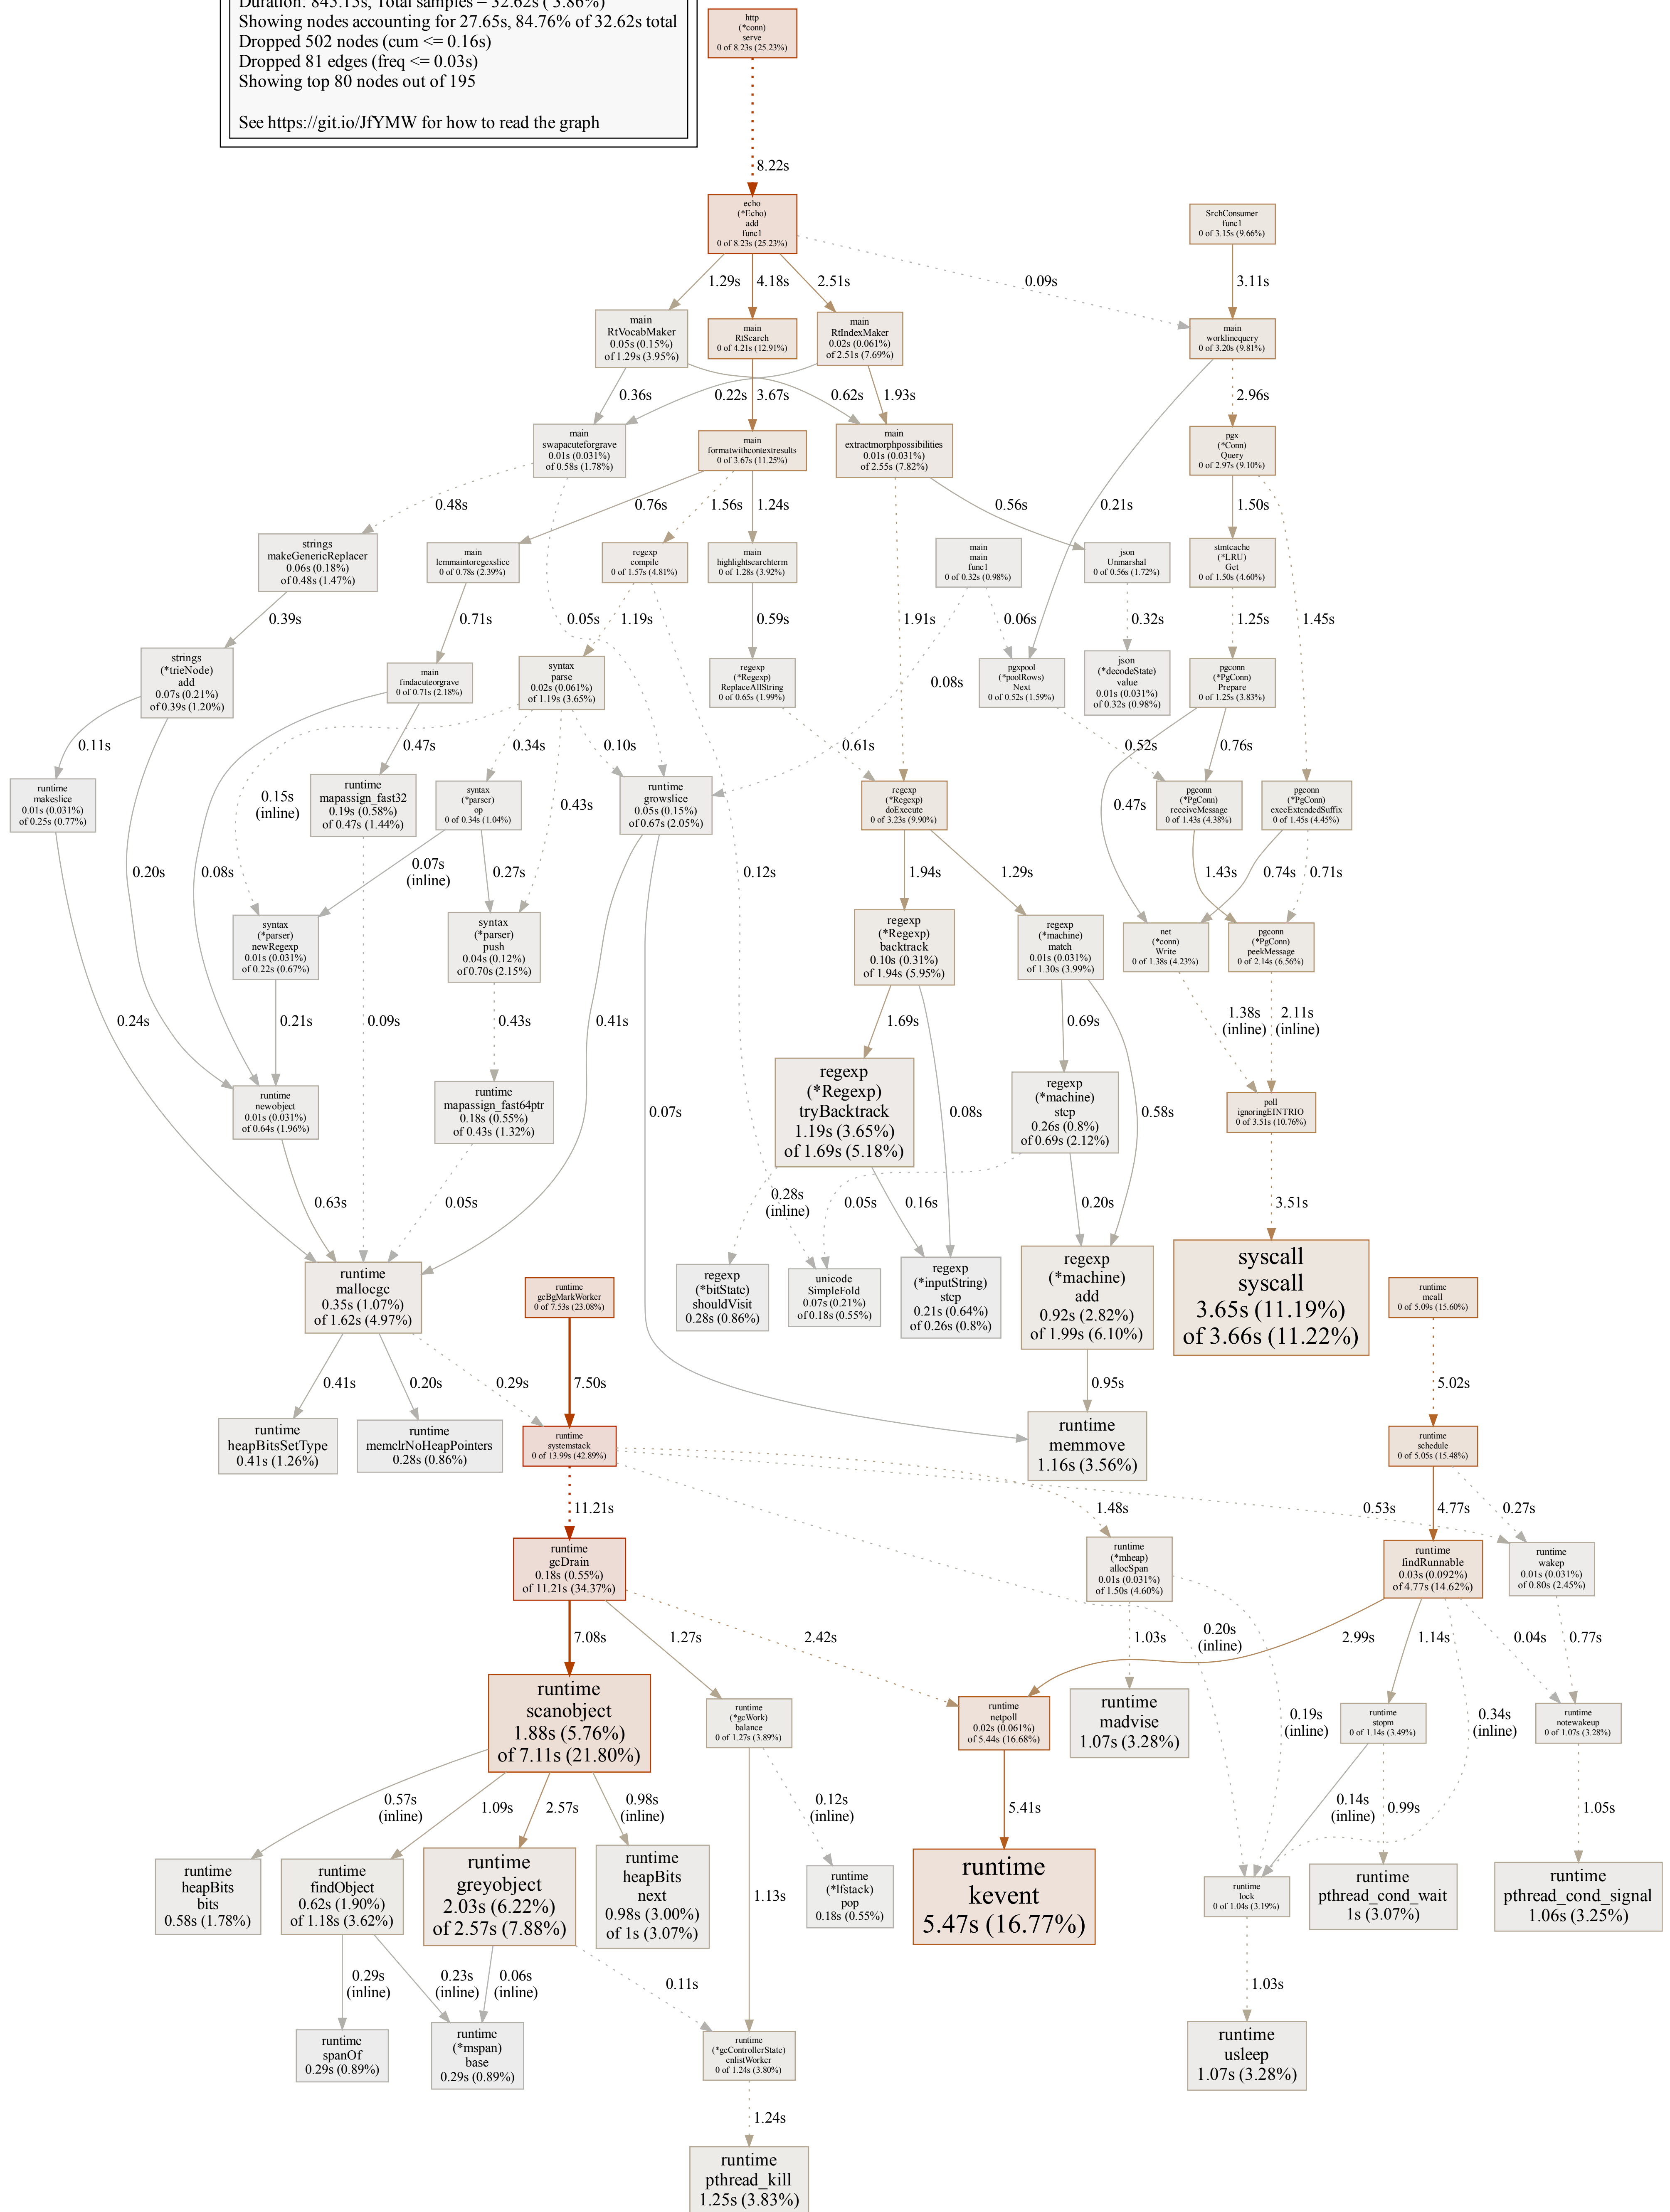 Duration: 843.15s, Total samples = 32.62s ( 3.86%)
Showing nodes accounting for 27.65s, 84.76% of 32.62s total
Dropped 502 nodes (cum <= 0.16s)
Dropped 81 edges (freq <= 0.03s)
Showing top 80 nodes out of 195
See https://git.io/JfYMW for how to read the graph
http
(*conn)
serve
0 of 8.23s (25.23%)
8.22s
echo
(*Echo)
add
func1
0 of 8.23s (25.23%)
SrchConsumer
func1
0 of 3.15s (9.66%)
1.29s
4.18s
2.51s
0.09s
3.11s
main
RtVocabMaker
0.05s (0.15%)
of 1.29s (3.95%)
main
RtSearch
0 of 4.21s (12.91%)
main
RtIndexMaker
0.02s (0.061%)
of 2.51s (7.69%)
main
worklinequery
0 of 3.20s (9.81%)
0.36s
0.22s
3.67s
0.62s
1.93s
2.96s
main
swapacuteforgrave
0.01s (0.031%)
of 0.58s (1.78%)
main
formatwithcontextresults
0 of 3.67s (11.25%)
main
extractmorphpossibilities
0.01s (0.031%)
of 2.55s (7.82%)
pgx
(*Conn)
Query
0 of 2.97s (9.10%)
0.48s
0.76s
1.56s
1.24s
0.56s
0.21s
1.50s
strings
makeGenericReplacer
0.06s (0.18%)
of 0.48s (1.47%)
main
lemmaintoregexslice
0 of 0.78s (2.39%)
regexp
compile
0 of 1.57s (4.81%)
main
highlightsearchterm
0 of 1.28s (3.92%)
main
main
func1
0 of 0.32s (0.98%)
json
Unmarshal
0 of 0.56s (1.72%)
stmtcache
(*LRU)
Get
0 of 1.50s (4.60%)
0.39s
0.71s
0.05s
1.19s
0.59s
1.91s
0.06s
0.32s
1.25s
1.45s
strings
(*trieNode)
add
0.07s (0.21%)
of 0.39s (1.20%)
main
findacuteorgrave
0 of 0.71s (2.18%)
syntax
parse
0.02s (0.061%)
of 1.19s (3.65%)
regexp
(*Regexp)
ReplaceAllString
0 of 0.65s (1.99%)
0.08s
pgxpool
(*poolRows)
Next
0 of 0.52s (1.59%)
json
(*decodeState)
value
0.01s (0.031%)
of 0.32s (0.98%)
pgconn
(*PgConn)
Prepare
0 of 1.25s (3.83%)
0.11s
0.47s
0.34s
0.10s
0.61s
0.52s
0.76s
runtime
makeslice
0.01s (0.031%)
of 0.25s (0.77%)
0.15s
(inline)
runtime
mapassign_fast32
0.19s (0.58%)
of 0.47s (1.44%)
syntax
(*parser)
op
0 of 0.34s (1.04%)
0.43s
runtime
growslice
0.05s (0.15%)
of 0.67s (2.05%)
regexp
(*Regexp)
doExecute
0 of 3.23s (9.90%)
0.47s
pgconn
(*PgConn)
receiveMessage
0 of 1.43s (4.38%)
pgconn
(*PgConn)
execExtendedSuffix
0 of 1.45s (4.45%)
0.20s
0.08s
0.07s
(inline)
0.27s
0.12s
1.94s
1.29s
1.43s
0.74s
0.71s
syntax
(*parser)
newRegexp
0.01s (0.031%)
of 0.22s (0.67%)
syntax
(*parser)
push
0.04s (0.12%)
of 0.70s (2.15%)
regexp
(*Regexp)
backtrack
0.10s (0.31%)
of 1.94s (5.95%)
regexp
(*machine)
match
0.01s (0.031%)
of 1.30s (3.99%)
net
(*conn)
Write
0 of 1.38s (4.23%)
pgconn
(*PgConn)
peekMessage
0 of 2.14s (6.56%)
0.24s
0.21s
0.09s
0.43s
0.41s
1.69s
0.69s
1.38s
(inline)
2.11s
(inline)
runtime
newobject
0.01s (0.031%)
of 0.64s (1.96%)
runtime
mapassign_fast64ptr
0.18s (0.55%)
of 0.43s (1.32%)
0.07s
regexp
(*Regexp)
tryBacktrack
1.19s (3.65%)
of 1.69s (5.18%)
0.08s
regexp
(*machine)
step
0.26s (0.8%)
of 0.69s (2.12%)
0.58s
poll
ignoringEINTRIO
0 of 3.51s (10.76%)
0.63s
0.05s
0.28s
(inline)
0.05s
0.16s
0.20s
3.51s
runtime
mallocgc
0.35s (1.07%)
of 1.62s (4.97%)
runtime
gcBgMarkWorker
0 of 7.53s (23.08%)
regexp
(*bitState)
shouldVisit
0.28s (0.86%)
unicode
SimpleFold
0.07s (0.21%)
of 0.18s (0.55%)
regexp
(*inputString)
step
0.21s (0.64%)
of 0.26s (0.8%)
regexp
(*machine)
add
0.92s (2.82%)
of 1.99s (6.10%)
syscall
syscall
3.65s (11.19%)
of 3.66s (11.22%)
runtime
mcall
0 of 5.09s (15.60%)
0.41s
0.20s
0.29s
7.50s
0.95s
5.02s
runtime
heapBitsSetType
0.41s (1.26%)
runtime
memclrNoHeapPointers
0.28s (0.86%)
runtime
systemstack
0 of 13.99s (42.89%)
runtime
memmove
1.16s (3.56%)
runtime
schedule
0 of 5.05s (15.48%)
11.21s
1.48s
0.53s
4.77s
0.27s
runtime
gcDrain
0.18s (0.55%)
of 11.21s (34.37%)
runtime
(*mheap)
allocSpan
0.01s (0.031%)
of 1.50s (4.60%)
runtime
findRunnable
0.03s (0.092%)
of 4.77s (14.62%)
runtime
wakep
0.01s (0.031%)
of 0.80s (2.45%)
7.08s
1.27s
2.42s
1.03s
0.20s
(inline)
2.99s
1.14s
0.04s
0.77s
runtime
scanobject
1.88s (5.76%)
of 7.11s (21.80%)
runtime
(*gcWork)
balance
0 of 1.27s (3.89%)
runtime
netpoll
0.02s (0.061%)
of 5.44s (16.68%)
runtime
madvise
1.07s (3.28%)
0.19s
(inline)
runtime
stopm
0 of 1.14s (3.49%)
0.34s
(inline)
runtime
notewakeup
0 of 1.07s (3.28%)
0.57s
(inline)
1.09s
2.57s
0.98s
(inline)
0.12s
(inline)
5.41s
0.14s
(inline)
0.99s
1.05s
runtime
heapBits
bits
0.58s (1.78%)
runtime
findObject
0.62s (1.90%)
of 1.18s (3.62%)
runtime
greyobject
2.03s (6.22%)
of 2.57s (7.88%)
runtime
heapBits
next
0.98s (3.00%)
of 1s (3.07%)
1.13s
runtime
(*lfstack)
pop
0.18s (0.55%)
runtime
kevent
5.47s (16.77%)
runtime
lock
0 of 1.04s (3.19%)
runtime
pthread_cond_wait
1s (3.07%)
runtime
pthread_cond_signal
1.06s (3.25%)
0.29s
(inline)
0.23s
(inline)
0.06s
(inline)
0.11s
1.03s
runtime
spanOf
0.29s (0.89%)
runtime
(*mspan)
base
0.29s (0.89%)
runtime
(*gcControllerState)
enlistWorker
0 of 1.24s (3.80%)
runtime
usleep
1.07s (3.28%)
1.24s
runtime
pthread_kill
1.25s (3.83%)